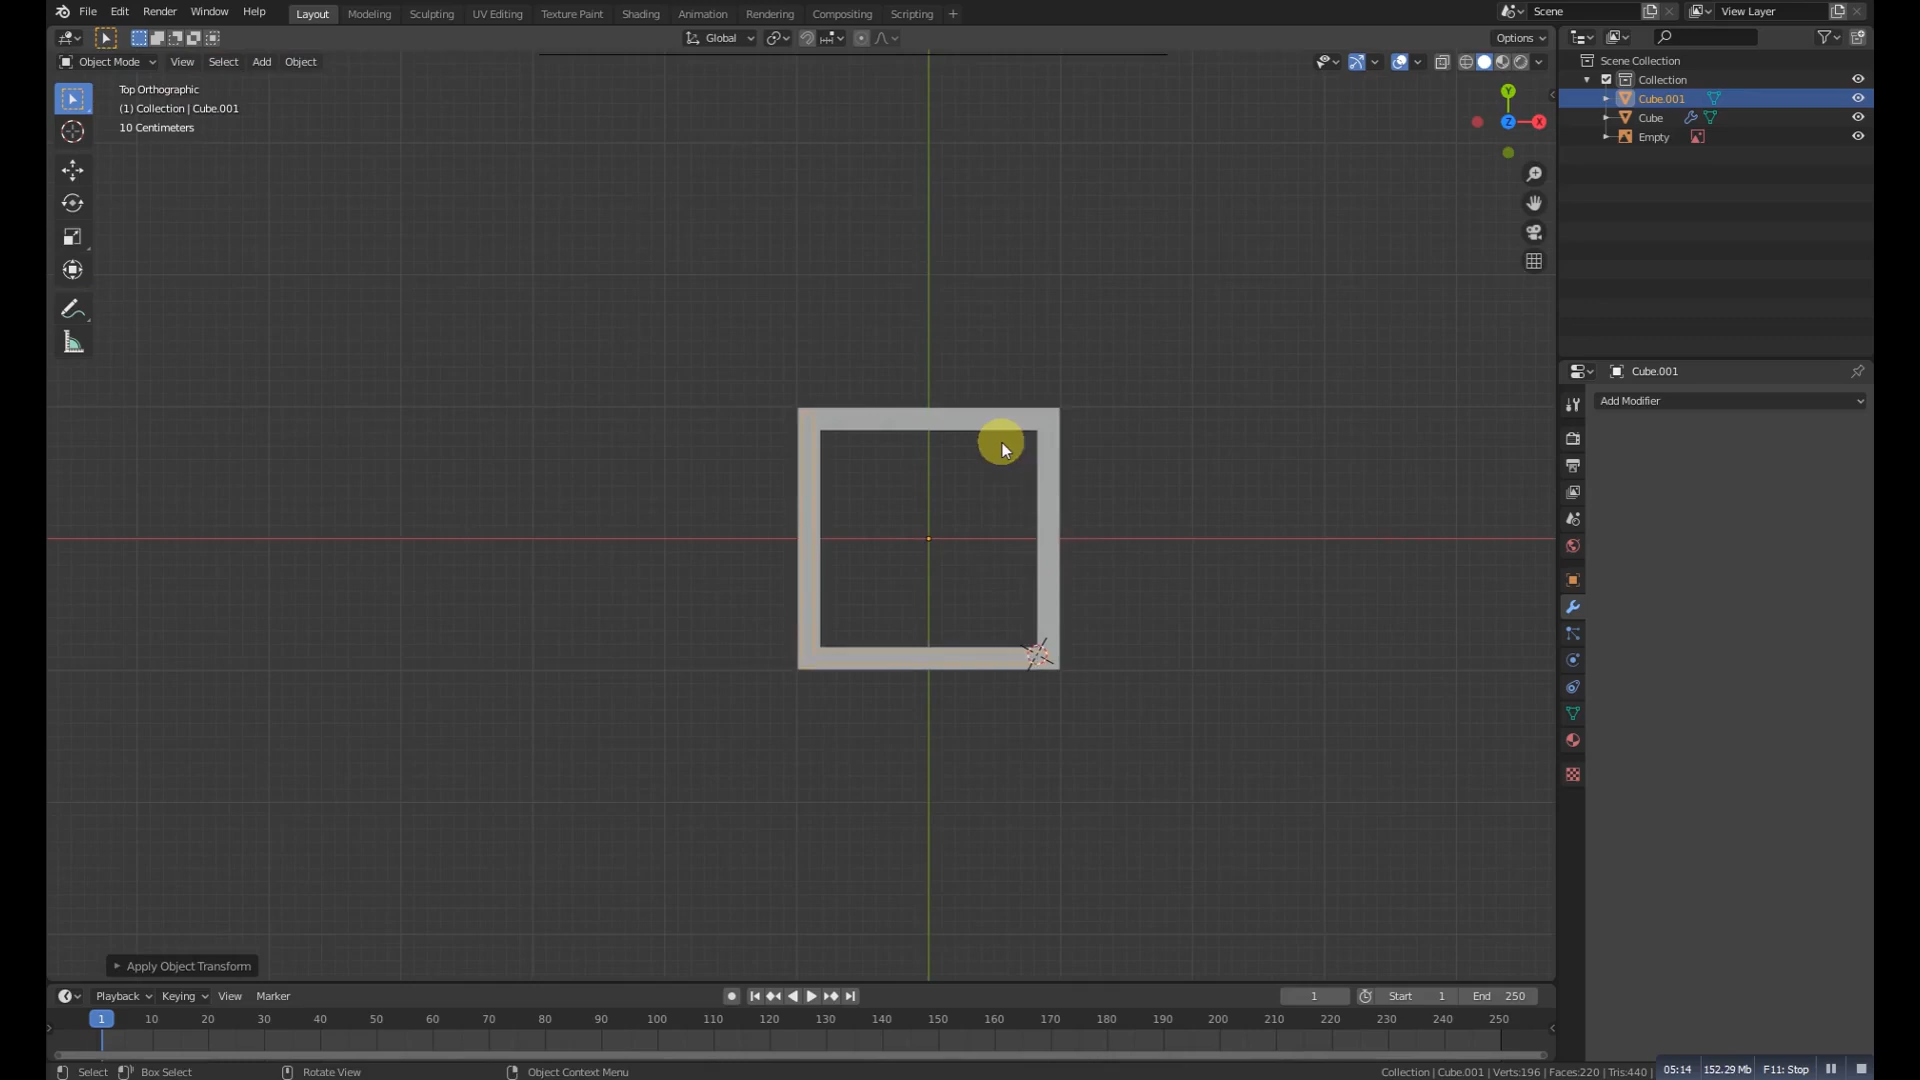 File Edit Render Window Help Layout Modeling Sculpting UV Editing Texture Paint Shading Animation Rendering Compositing Scripting + Scene View Layer
Global Options
Object Mode View Select Add Object
Scene Collection
Collection
Cube.001
Cube
Empty
Top Orthographic
(1) Collection | Cube.001
10 Centimeters
Y
Z
X
Cube.001
Add Modifier
Apply Object Transform
Playback Keying View Marker 1 Start 1 End 250
1 10 20 30 40 50 60 70 80 90 100 110 120 130 140 150 160 170 180 190 200 210 220 230 240 250
Select Box Select Rotate View Object Context Menu Collection | Cube.001 | Verts:196 | Faces:220 | Tris:440 | 05:14 152.29 Mb F11: Stop